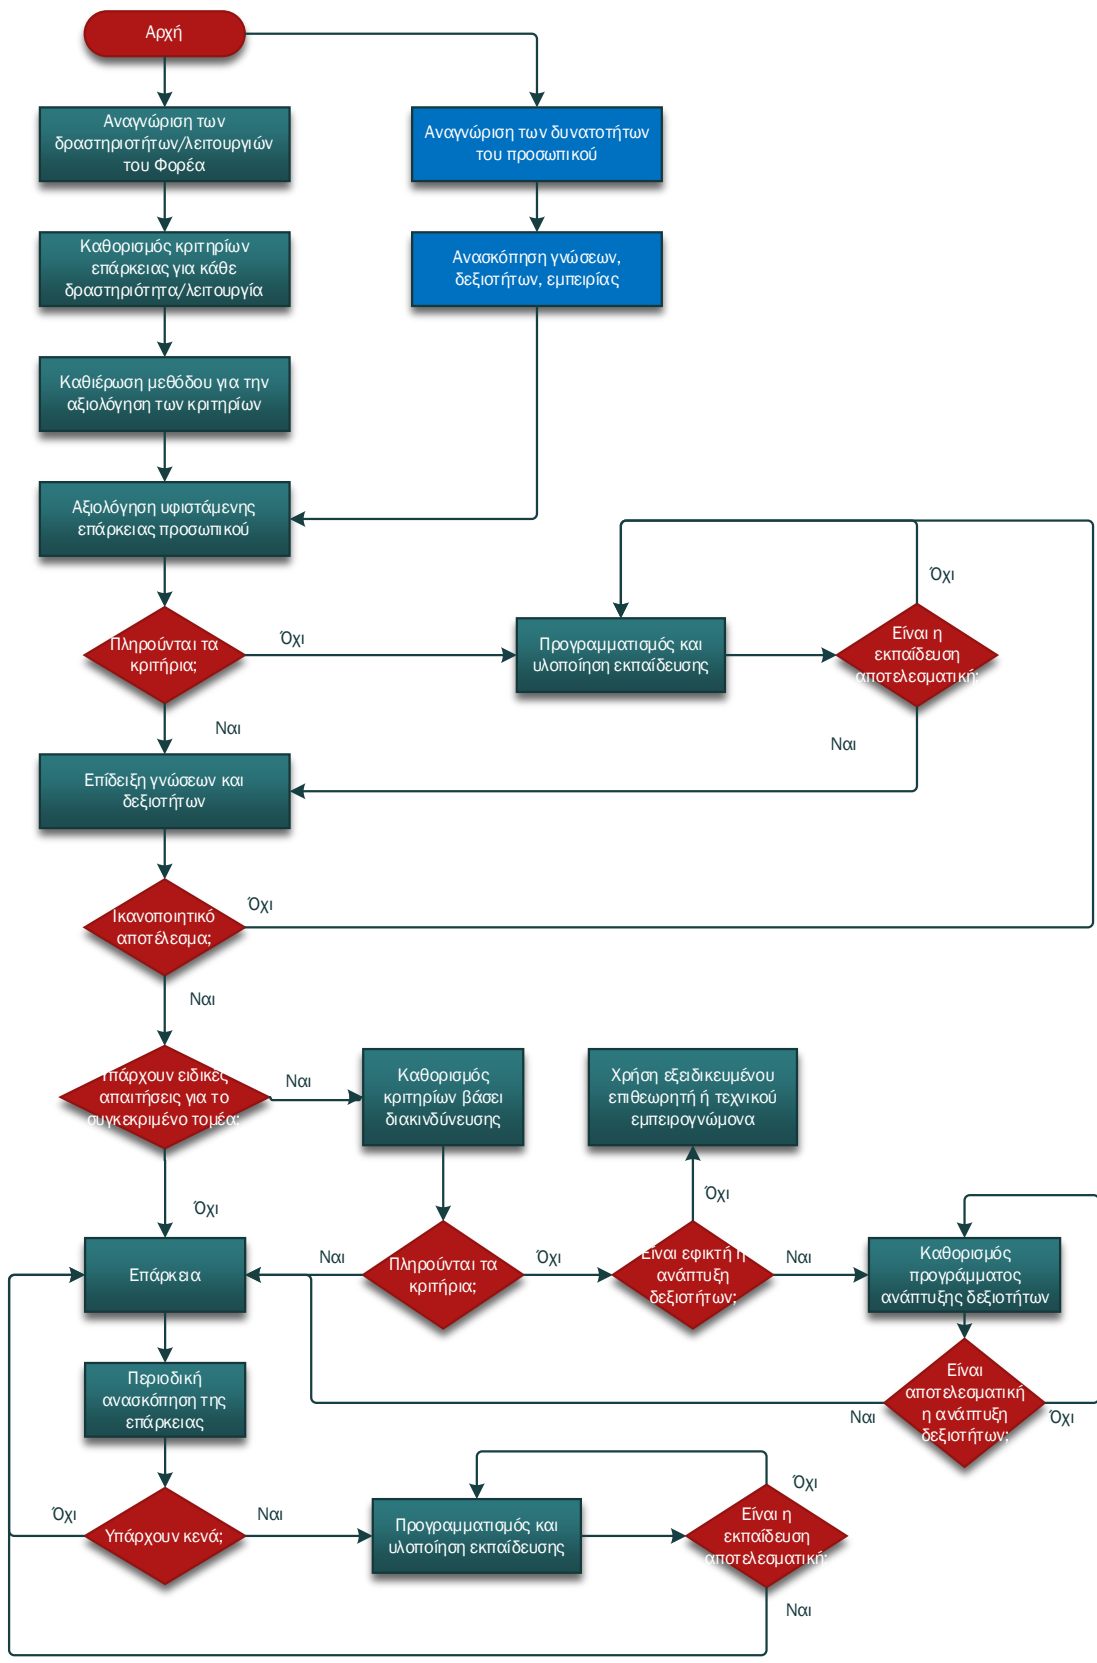 Αρχή
Αναγνώριση των
δραστηριοτήτων/λειτουργιών
του Φορέα
Αναγνώριση των δυνατοτήτων
του προσωπικού
Καθορισμός κριτηρίων
επάρκειας για κάθε
δραστηριότητα/λειτουργία
Ανασκόπηση γνώσεων,
δεξιοτήτων, εμπειρίας
Καθιέρωση μεθόδου για την
αξιολόγηση των κριτηρίων
Αξιολόγηση υφιστάμενης
επάρκειας προσωπικού
Πληρούνται τα
κριτήρια;
Όχι
Προγραμματισμός και
υλοποίηση εκπαίδευσης
Είναι η
εκπαίδευση
αποτελεσματική;
Όχι
Ναι
Ναι
Επίδειξη γνώσεων και
δεξιοτήτων
Ικανοποιητικό
αποτέλεσμα;
Όχι
Ναι
Υπάρχουν ειδικές
απαιτήσεις για το
συγκεκριμένο τομέα;
Ναι
Καθορισμός
κριτηρίων βάσει
διακινδύνευσης
Χρήση εξειδικευμένου
επιθεωρητή ή τεχνικού
εμπειρογνώμονα
Όχι
Όχι
Επάρκεια
Ναι
Πληρούνται τα
κριτήρια;
Όχι
Είναι εφικτή η
ανάπτυξη
δεξιοτήτων;
Ναι
Καθορισμός
προγράμματος
ανάπτυξης δεξιοτήτων
Περιοδική
ανασκόπηση της
επάρκειας
Είναι
αποτελεσματική
η ανάπτυξη
δεξιοτήτων;
Ναι
Όχι
Υπάρχουν κενά;
Όχι
Ναι
Προγραμματισμός και
υλοποίηση εκπαίδευσης
Είναι η
εκπαίδευση
αποτελεσματική;
Όχι
Ναι